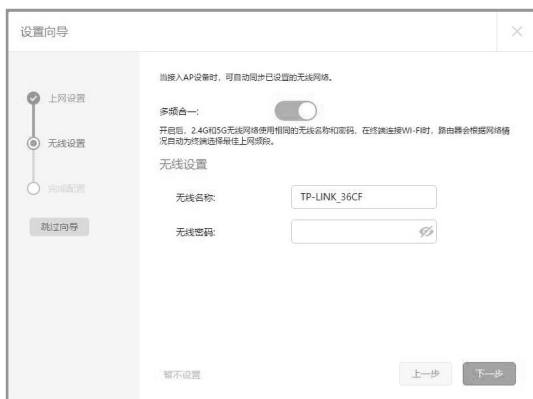 设置向导
上网设置
无线设置
完成配置
跳过向导
当接入AP设备时，可自动同步已设置的无线网络。
多频合一：
开启后，2.4G和5G无线网络使用相同的无线名称和密码，在终端连接WI-FI时，路由器会根据网络情
况自动为终端选择最佳上网频段。
无线设置
无线名称： TP-LINK_36CF
无线密码：
暂不设置 上一步 下一步